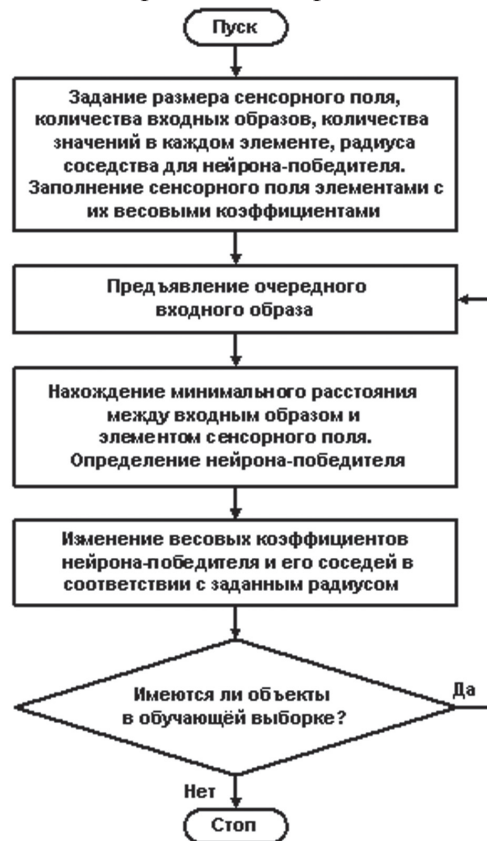 Пуск
Задание размера сенсорного поля,
количества входных образов, количества
значений в каждом элементе, радиуса
соседства для нейрона-победителя.
Заполнение сенсорного поля элементами с
их весовыми коэффициентами
Предъявление очередного
входного образа
Нахождение минимального расстояния
между входным образом и
элементом сенсорного поля.
Определение нейрона-победителя
Изменение весовых коэффициентов
нейрона-победителя и его соседей в
соответствии с заданным радиусом
Имеются ли объекты
в обучающёй выборке?
Да
Нет
Стоп